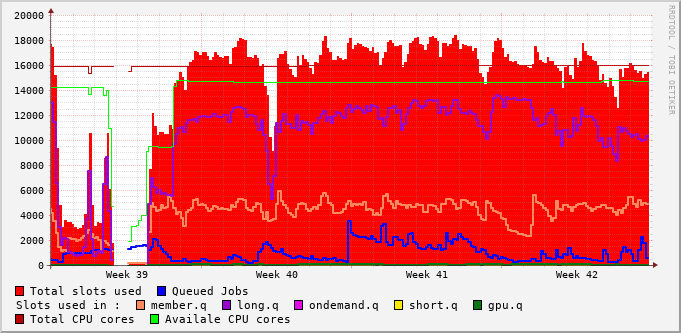 RRDTOOL / TOBI OETIKER
20000
18000
16000
14000
12000
10000
8000
6000
4000
2000
0
Week 39 Week 40 Week 41 Week 42
Total slots used Queued Jobs
Slots used in : member.q long.q ondemand.q short.q gpu.q
Total CPU cores Availale CPU cores